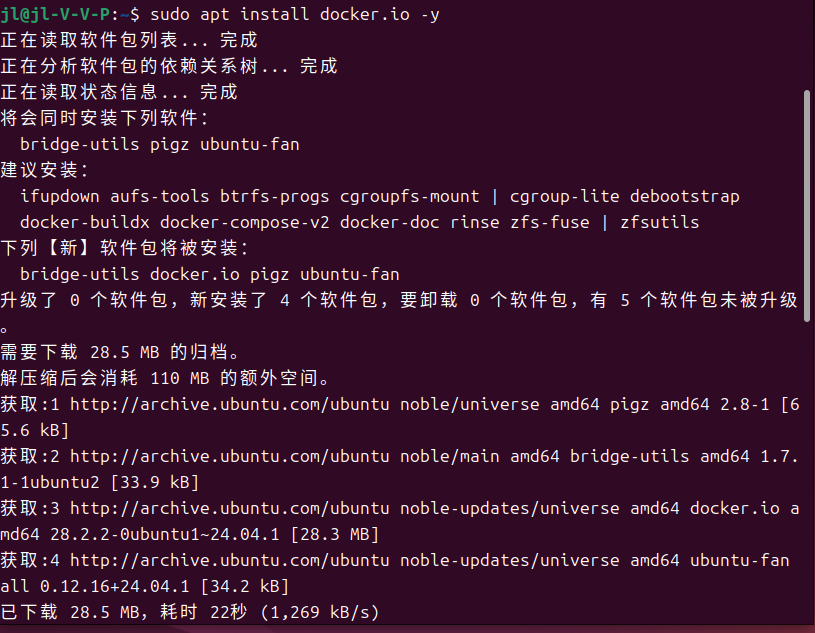 jl@jl-V-V-P:~$ sudo apt install docker.io -y
正在读取软件包列表... 完成
正在分析软件包的依赖关系树... 完成
正在读取状态信息... 完成
将会同时安装下列软件：
  bridge-utils pigz ubuntu-fan
建议安装：
  ifupdown aufs-tools btrfs-progs cgroupfs-mount | cgroup-lite debootstrap
  docker-buildx docker-compose-v2 docker-doc rinse zfs-fuse | zfsutils
下列【新】软件包将被安装：
  bridge-utils docker.io pigz ubuntu-fan
升级了 0 个软件包，新安装了 4 个软件包，要卸载 0 个软件包，有 5 个软件包未被升级
。
需要下载 28.5 MB 的归档。
解压缩后会消耗 110 MB 的额外空间。
获取:1 http://archive.ubuntu.com/ubuntu noble/universe amd64 pigz amd64 2.8-1 [6
5.6 kB]
获取:2 http://archive.ubuntu.com/ubuntu noble/main amd64 bridge-utils amd64 1.7.
1-1ubuntu2 [33.9 kB]
获取:3 http://archive.ubuntu.com/ubuntu noble-updates/universe amd64 docker.io a
md64 28.2.2-0ubuntu1~24.04.1 [28.3 MB]
获取:4 http://archive.ubuntu.com/ubuntu noble-updates/universe amd64 ubuntu-fan
all 0.12.16+24.04.1 [34.2 kB]
已下载 28.5 MB，耗时 22秒 (1,269 kB/s)